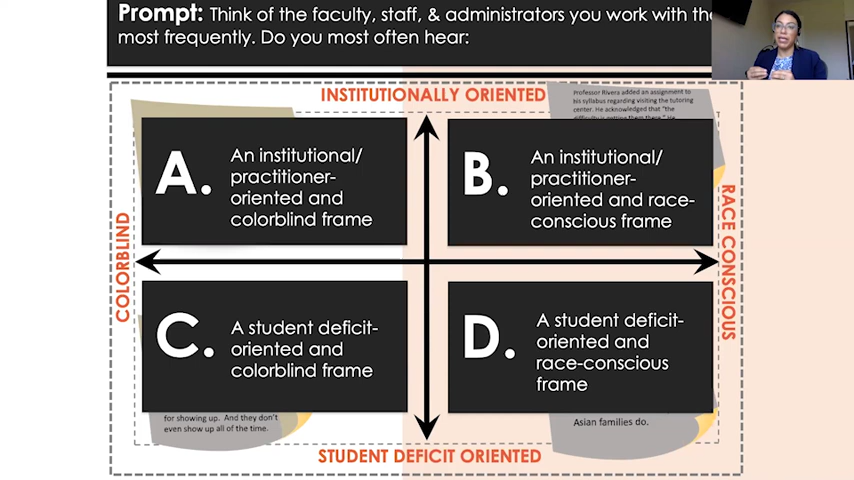 Prompt: Think of the faculty, staff, & administrators you work with the
most frequently. Do you most often hear:
INSTITUTIONALLY ORIENTED
Professor Rivera added an assignment to
his syllabus regarding visiting the tutoring
center. He acknowledged that "the
A.
An institutional/
practitioner-
oriented and
colorblind frame
B.
An institutional/
practitioner-
oriented and race-
conscious frame
COLORBLIND
RACE CONSCIOUS
C.
A student deficit-
oriented and
colorblind frame
D.
A student deficit-
oriented and
race-conscious
frame
for showing up. And they don't
even show up all of the time.
Asian families do.
STUDENT DEFICIT ORIENTED